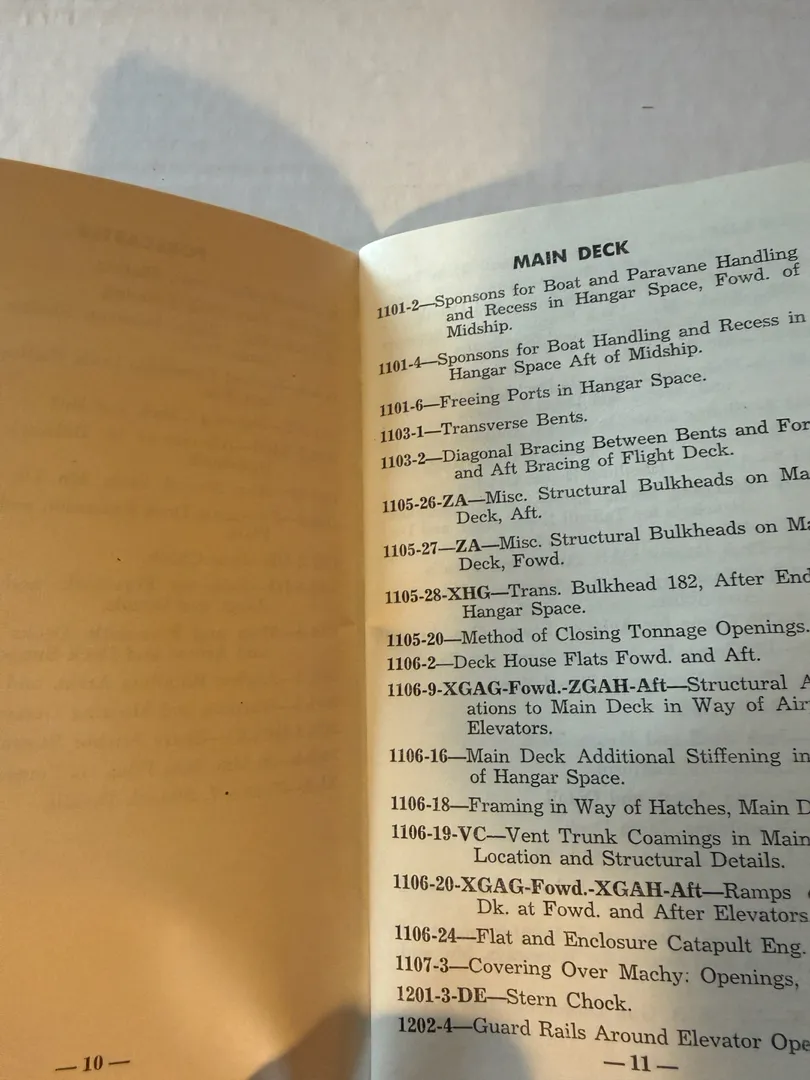 — 10 —
MAIN DECK
1101-2—Sponsons for Boat and Paravane Handling
and Recess in Hangar Space, Fowd. of
Midship.
1101-4—Sponsons for Boat Handling and Recess in
Hangar Space Aft of Midship.
1101-6—Freeing Ports in Hangar Space.
1103-1—Transverse Bents.
1103-2—Diagonal Bracing Between Bents and For
and Aft Bracing of Flight Deck.
1105-26-ZA—Misc. Structural Bulkheads on Ma
Deck, Aft.
1105-27—ZA—Misc. Structural Bulkheads on Ma
Deck, Fowd.
1105-28-XHG—Trans. Bulkhead 182, After End
Hangar Space.
1105-20—Method of Closing Tonnage Openings.
1106-2—Deck House Flats Fowd. and Aft.
1106-9-XGAG-Fowd.-ZGAH-Aft—Structural A
ations to Main Deck in Way of Air
Elevators.
1106-16—Main Deck Additional Stiffening in
of Hangar Space.
1106-18—Framing in Way of Hatches, Main D
1106-19-VC—Vent Trunk Coamings in Main
Location and Structural Details.
1106-20-XGAG-Fowd.-XGAH-Aft—Ramps
Dk. at Fowd. and After Elevators
1106-24—Flat and Enclosure Catapult Eng.
1107-3—Covering Over Machy: Openings,
1201-3-DE—Stern Chock.
1202-4—Guard Rails Around Elevator Ope
— 11 —